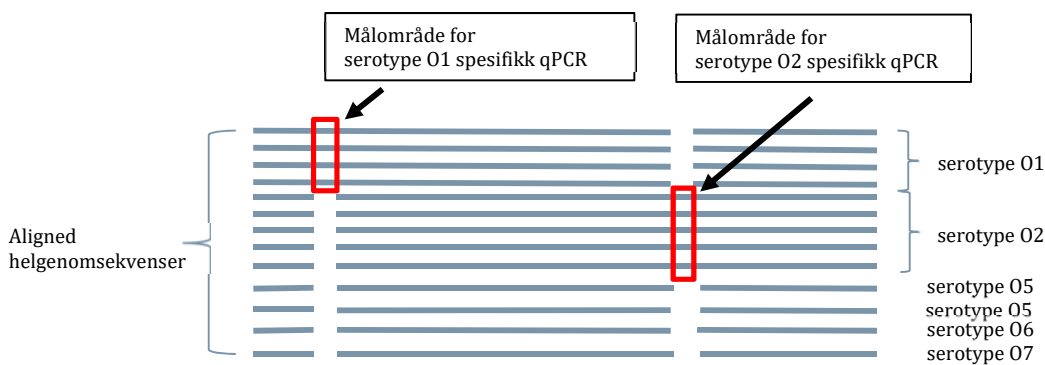 Målområde for
serotype O1 spesifikk qPCR
Målområde for
serotype O2 spesifikk qPCR
serotype O1
Aligned
helgenomsekvenser
serotype O2
serotype O5
serotype O5
serotype O6
serotype O7